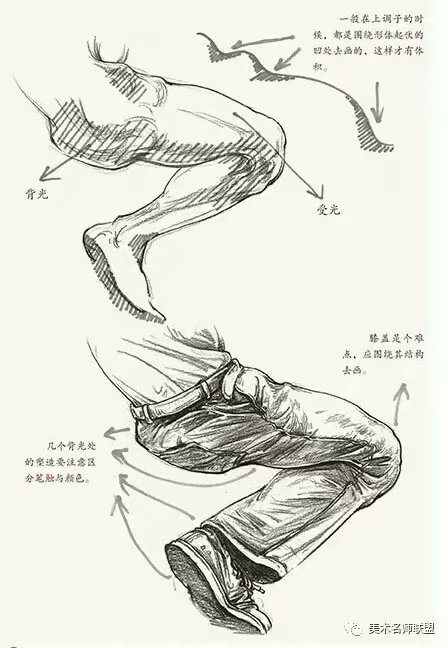 一般在上调子的时
候，都是围绕形体起伏的
凹处去画的，这样才有体
积。
背光
受光
膝盖是个难
点，应围绕其结构
去画。
几个背光处
的塑造要注意区
分笔触与颜色。
美术名师联盟